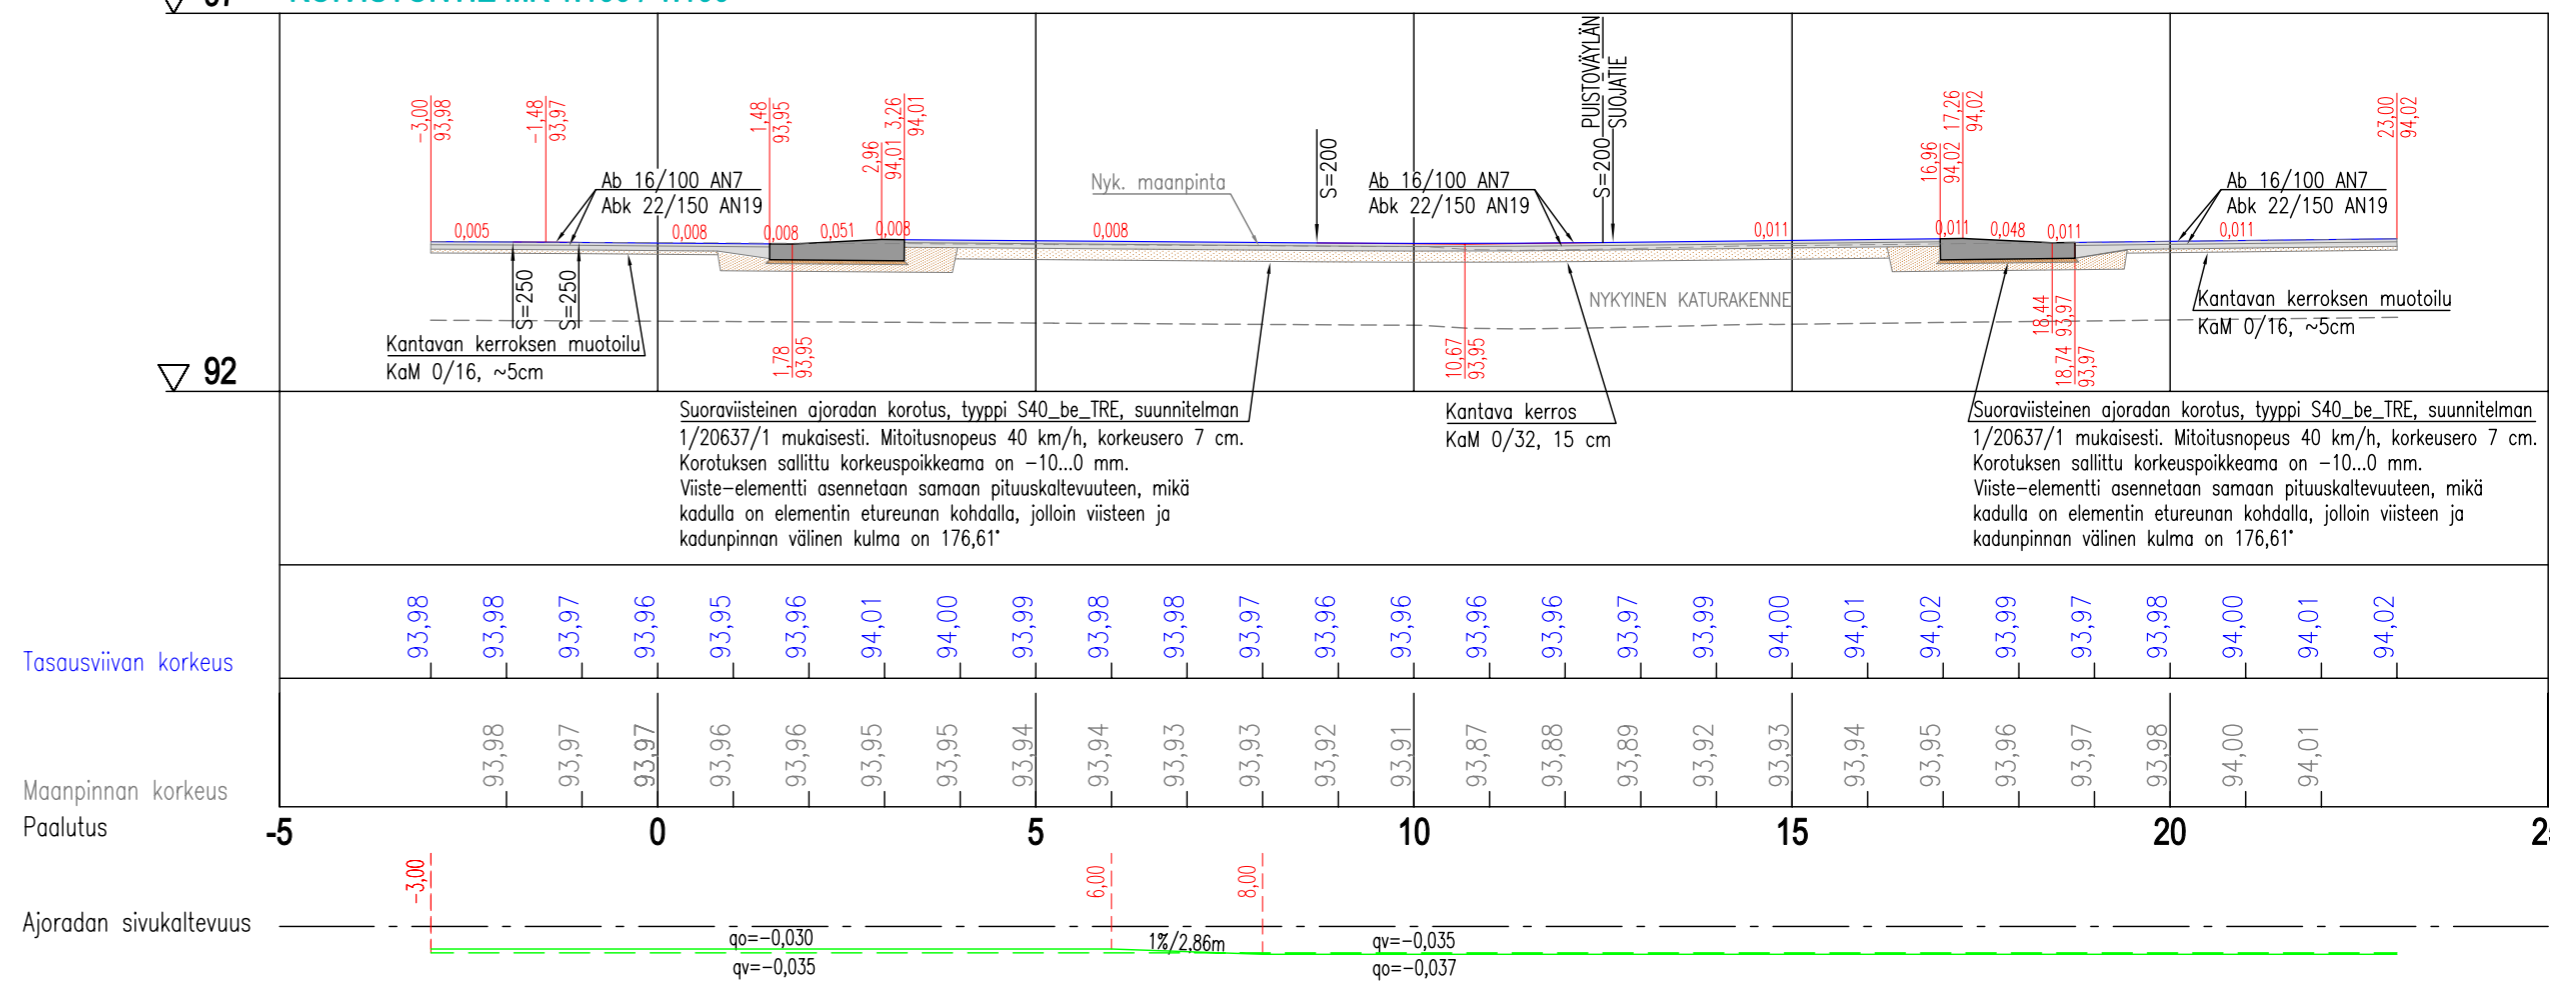 92
-3,00
93,98
-1,48
93,97
Ab 16/100 AN7
Abk 22/150 AN19
1,48
93,95
2,96
94,01
3,26
94,01
Nyk. maanpinta
S=200
Ab 16/100 AN7
Abk 22/150 AN19
S=200
PUISTOVÄYLÄN
SUOJATIE
16,96
94,02
17,26
94,02
Ab 16/100 AN7
Abk 22/150 AN19
23,00
94,02
0,005
0,008
0,008
0,051
0,008
0,008
0,011
0,011
0,048
0,011
0,011
S=250
S=250
Kantavan kerroksen muotoilu
KaM 0/16, ~5cm
1,78
93,95
10,67
93,95
NYKYINEN KATURAKENNE
18,44
93,97
18,74
93,97
Kantavan kerroksen muotoilu
KaM 0/16, ~5cm
Suoraviisteinen ajoradan korotus, tyyppi S40_be_TRE, suunnitelman
1/20637/1 mukaisesti. Mitoitusnopeus 40 km/h, korkeusero 7 cm.
Korotuksen sallittu korkeuspoikkeama on -10...0 mm.
Viiste-elementti asennetaan samaan pituuskaltevuuteen, mikä
kadulla on elementin etureunan kohdalla, jolloin viisteen ja
kadunpinnan välinen kulma on 176,61°
Kantava kerros
KaM 0/32, 15 cm
Suoraviisteinen ajoradan korotus, tyyppi S40_be_TRE, suunnitelman
1/20637/1 mukaisesti. Mitoitusnopeus 40 km/h, korkeusero 7 cm.
Korotuksen sallittu korkeuspoikkeama on -10...0 mm.
Viiste-elementti asennetaan samaan pituuskaltevuuteen, mikä
kadulla on elementin etureunan kohdalla, jolloin viisteen ja
kadunpinnan välinen kulma on 176,61°
Tasausviivan korkeus 93,98 93,98 93,97 93,96 93,95 93,96 94,01 94,00 93,99 93,98 93,98 93,97 93,96 93,96 93,96 93,96 93,97 93,99 94,00 94,01 94,02 93,99 93,97 93,98 94,00 94,01 94,02
Maanpinnan korkeus 93,98 93,97 93,97 93,96 93,96 93,95 93,95 93,94 93,94 93,93 93,93 93,92 93,91 93,87 93,88 93,89 93,92 93,93 93,94 93,95 93,96 93,97 93,98 94,00 94,01
Paalutus -5 0 5 10 15 20
-3,00 6,00 8,00
Ajoradan sivukaltevuus
qo=-0,030
qv=-0,035
1%/2,86m
qv=-0,035
qo=-0,037